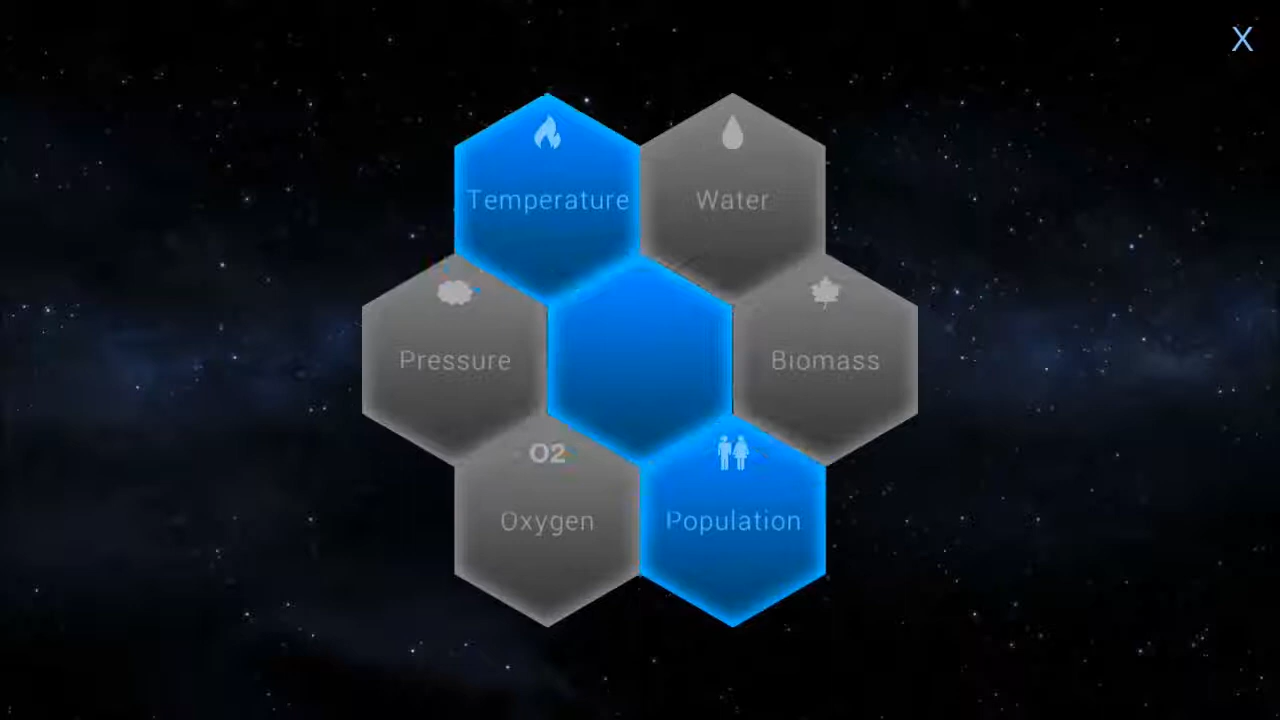 X
Temperature
Water
Pressure
Biomass
O2
Oxygen
Population